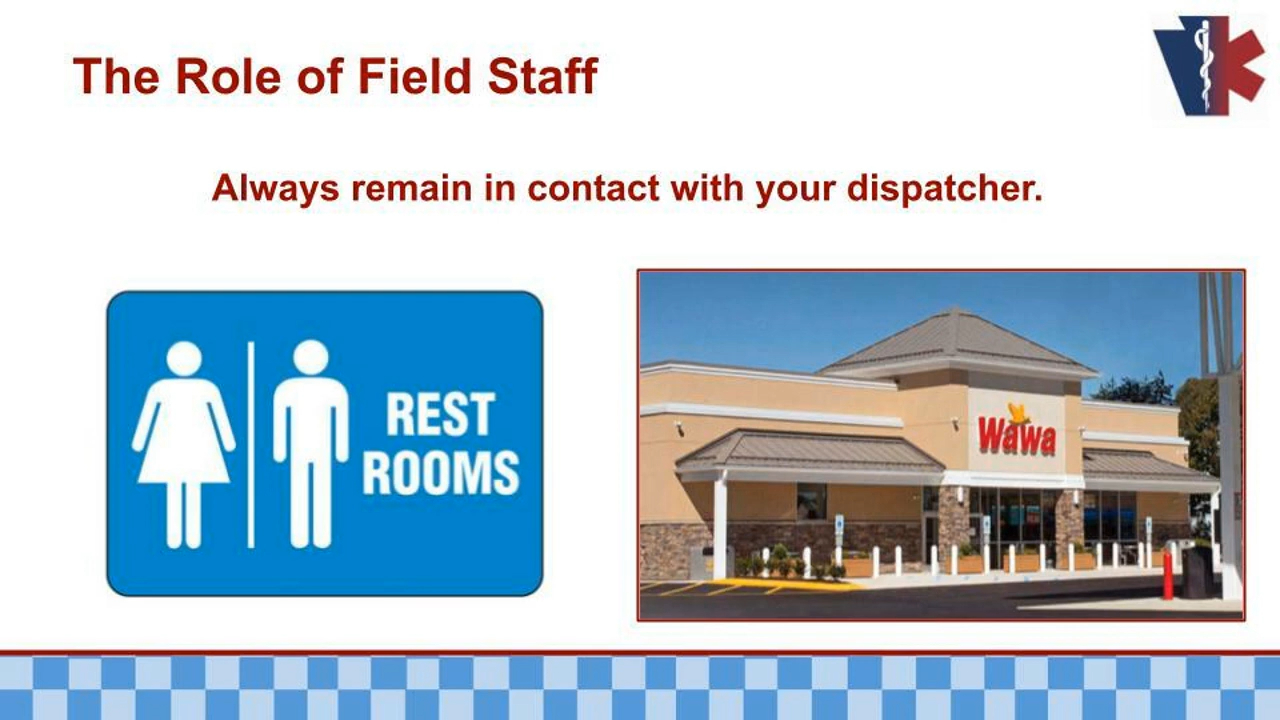 The Role of Field Staff
Always remain in contact with your dispatcher.
REST
ROOMS
Wawa